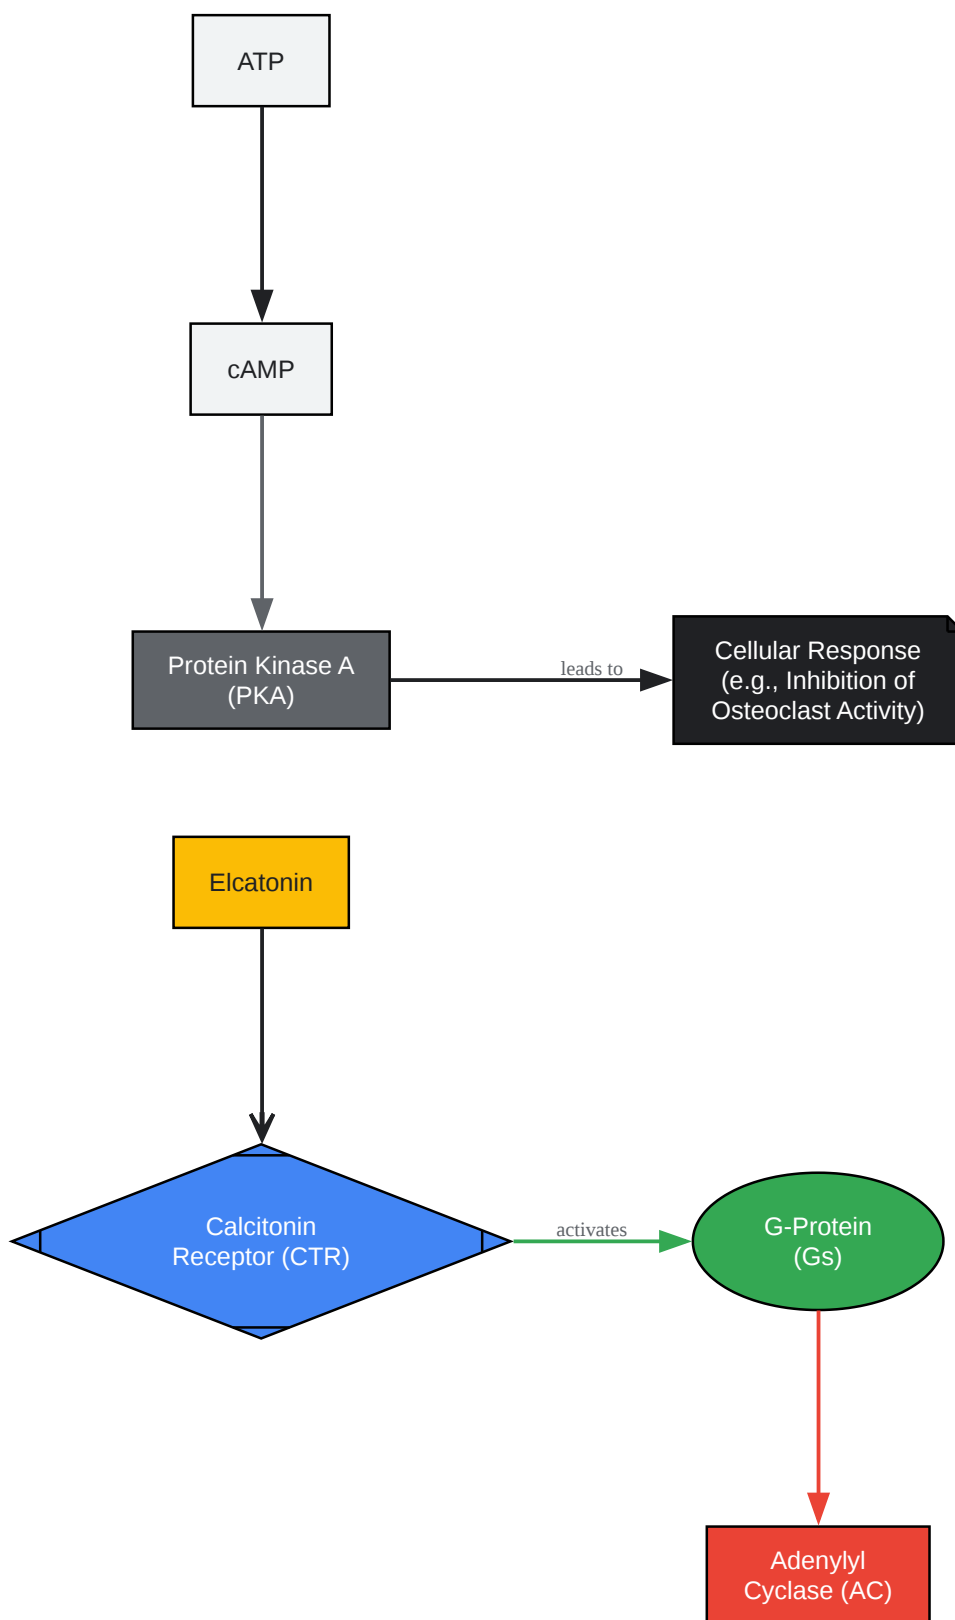 ATP
cAMP
Protein Kinase A
(PKA)
leads to
Cellular Response
(e.g., Inhibition of
Osteoclast Activity)
Elcatonin
Calcitonin
Receptor (CTR)
activates
G-Protein
(Gs)
Adenylyl
Cyclase (AC)